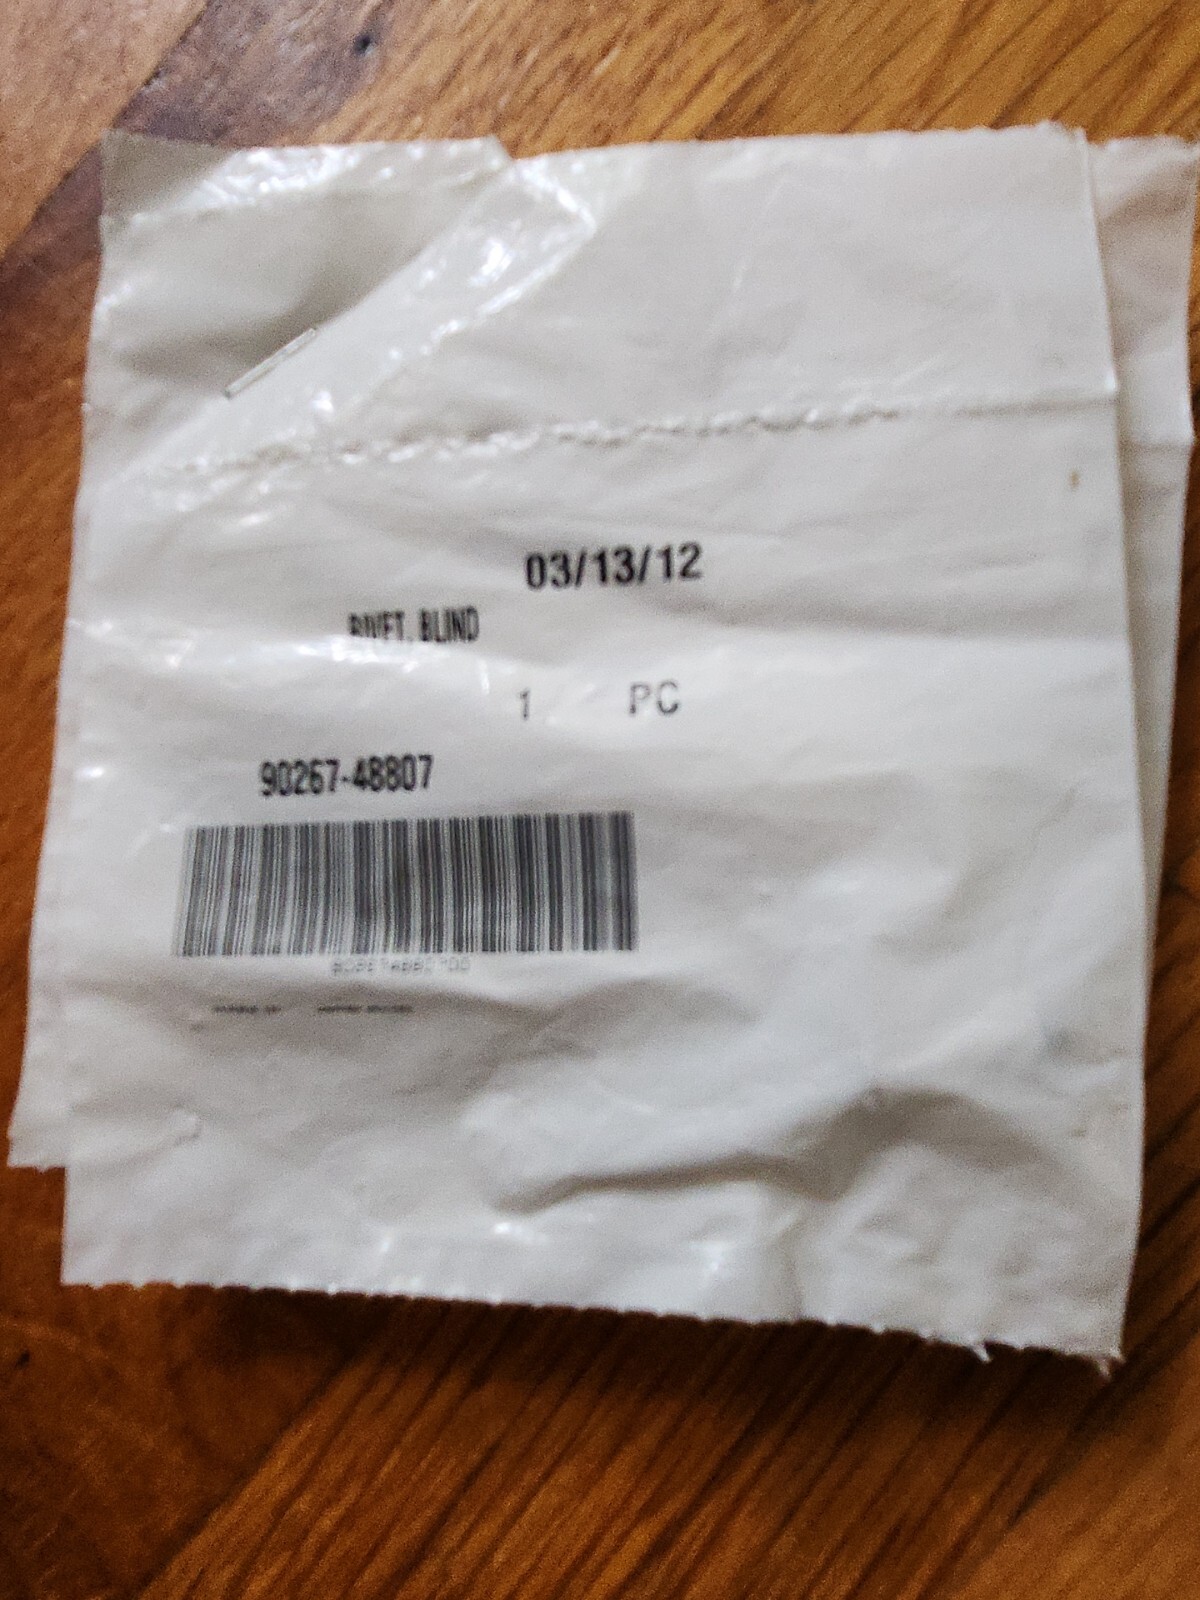 03/13/12
RIVET, BLIND
1 PC
90267-48807